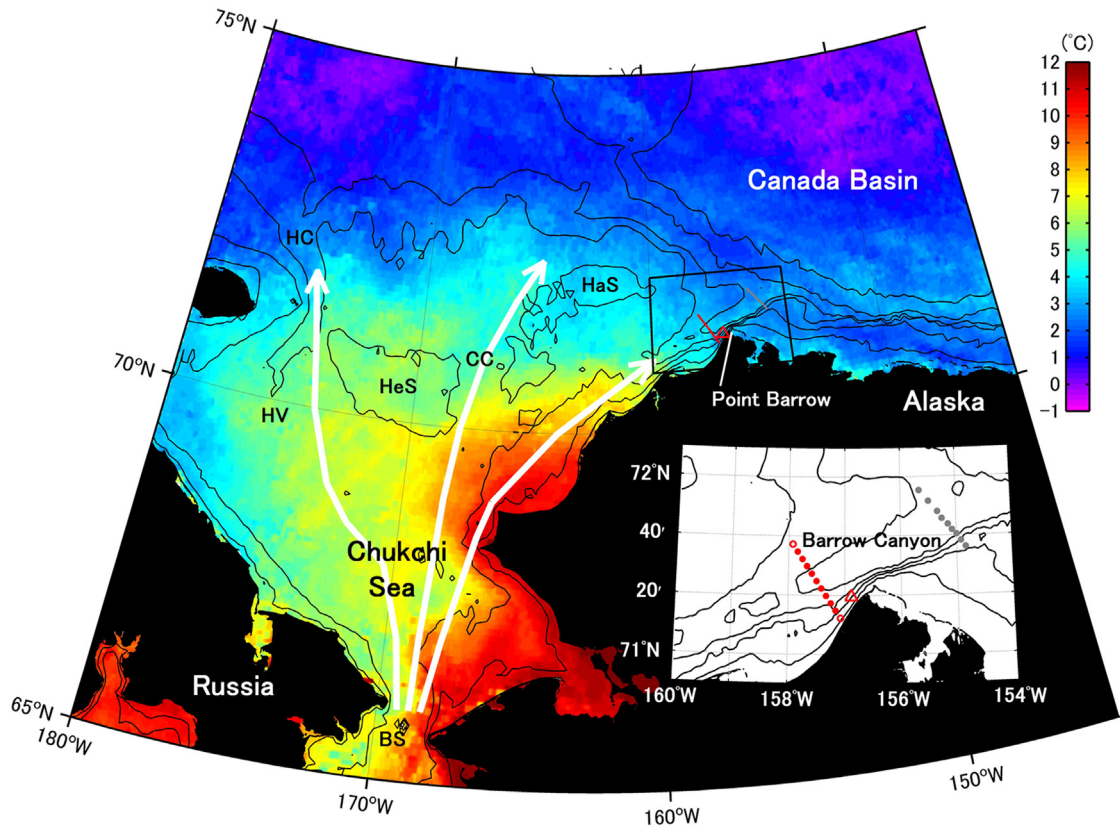 75°N
(°C)
12
11
10
9
8
7
6
5
4
3
2
1
0
−1
Canada Basin
HC
HaS
70°N
CC
HeS
HV
Point Barrow
Alaska
Chukchi
Sea
72°N
40′
Barrow Canyon
20′
71°N
160°W
158°W
156°W
154°W
Russia
BS
65°N
180°W
170°W
160°W
150°W